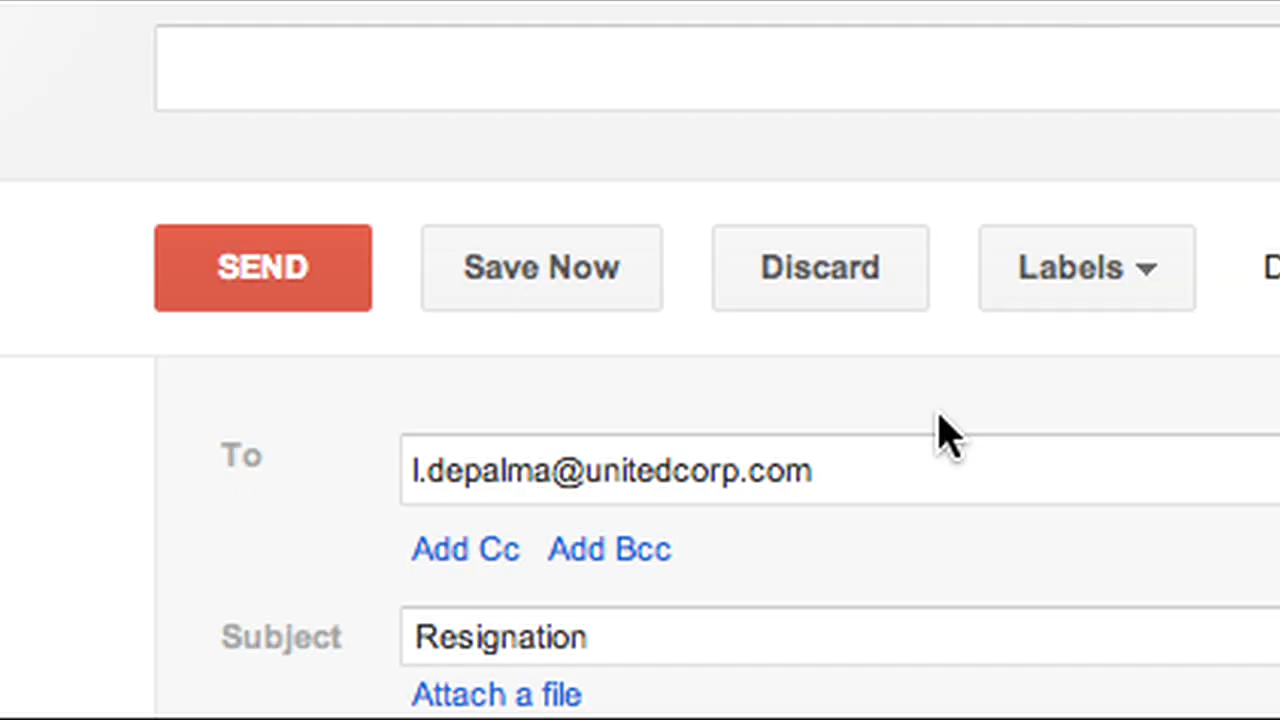 SEND Save Now Discard Labels D
To l.depalma@unitedcorp.com
Add Cc Add Bcc
Subject Resignation
Attach a file